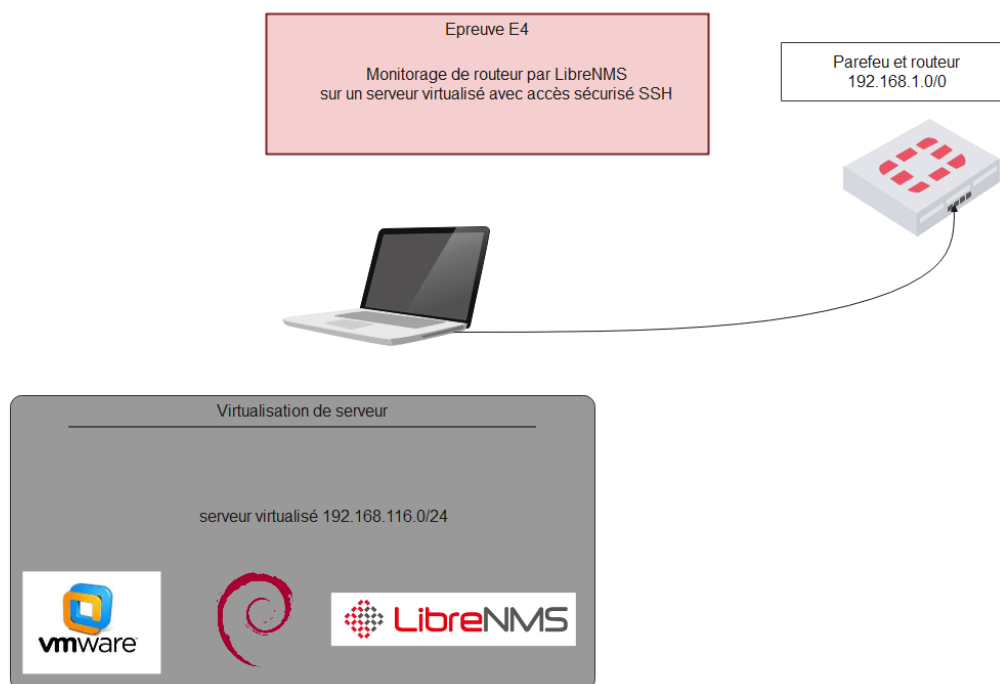 Epreuve E4
Monitorage de routeur par LibreNMS
sur un serveur virtualisé avec accès sécurisé SSH
Parefeu et routeur
192.168.1.0/0
Virtualisation de serveur
serveur virtualisé 192.168.116.0/24
vmware
LibreNMS